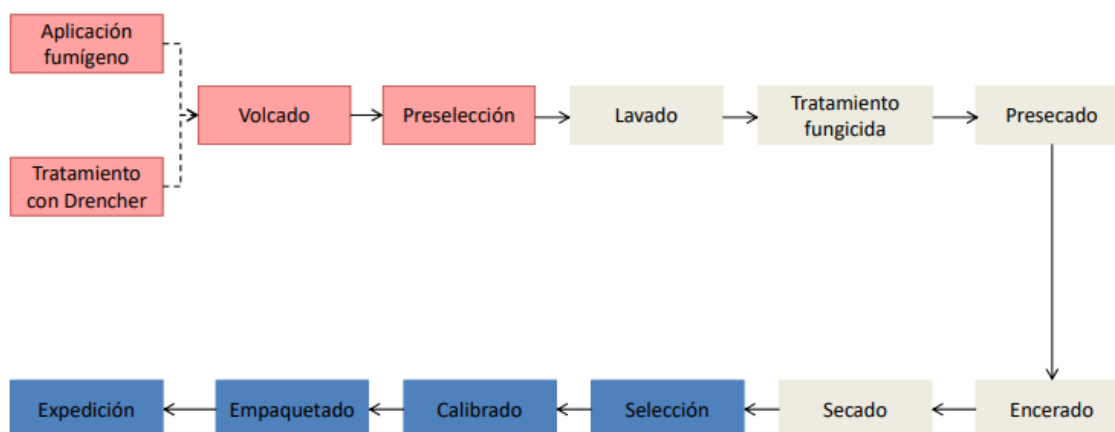 Aplicación
fumígeno
Tratamiento
con Drencher
Volcado
Preselección
Lavado
Tratamiento
fungicida
Presecado
Encerado
Secado
Selección
Calibrado
Empaquetado
Expedición